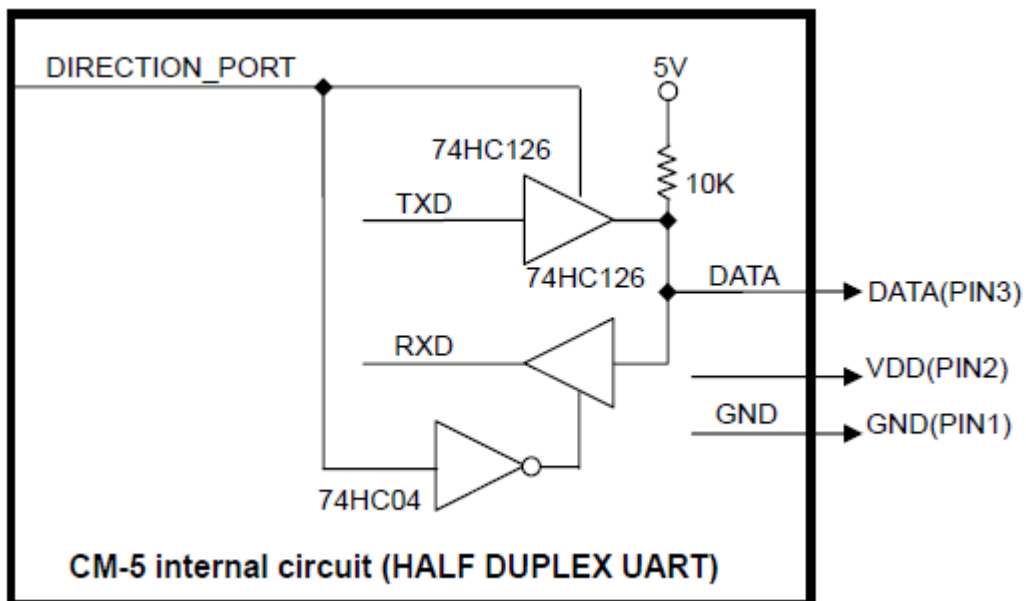 DIRECTION_PORT
5V
74HC126
10K
TXD
74HC126
DATA
DATA(PIN3)
RXD
VDD(PIN2)
GND
GND(PIN1)
74HC04
CM-5 internal circuit (HALF DUPLEX UART)